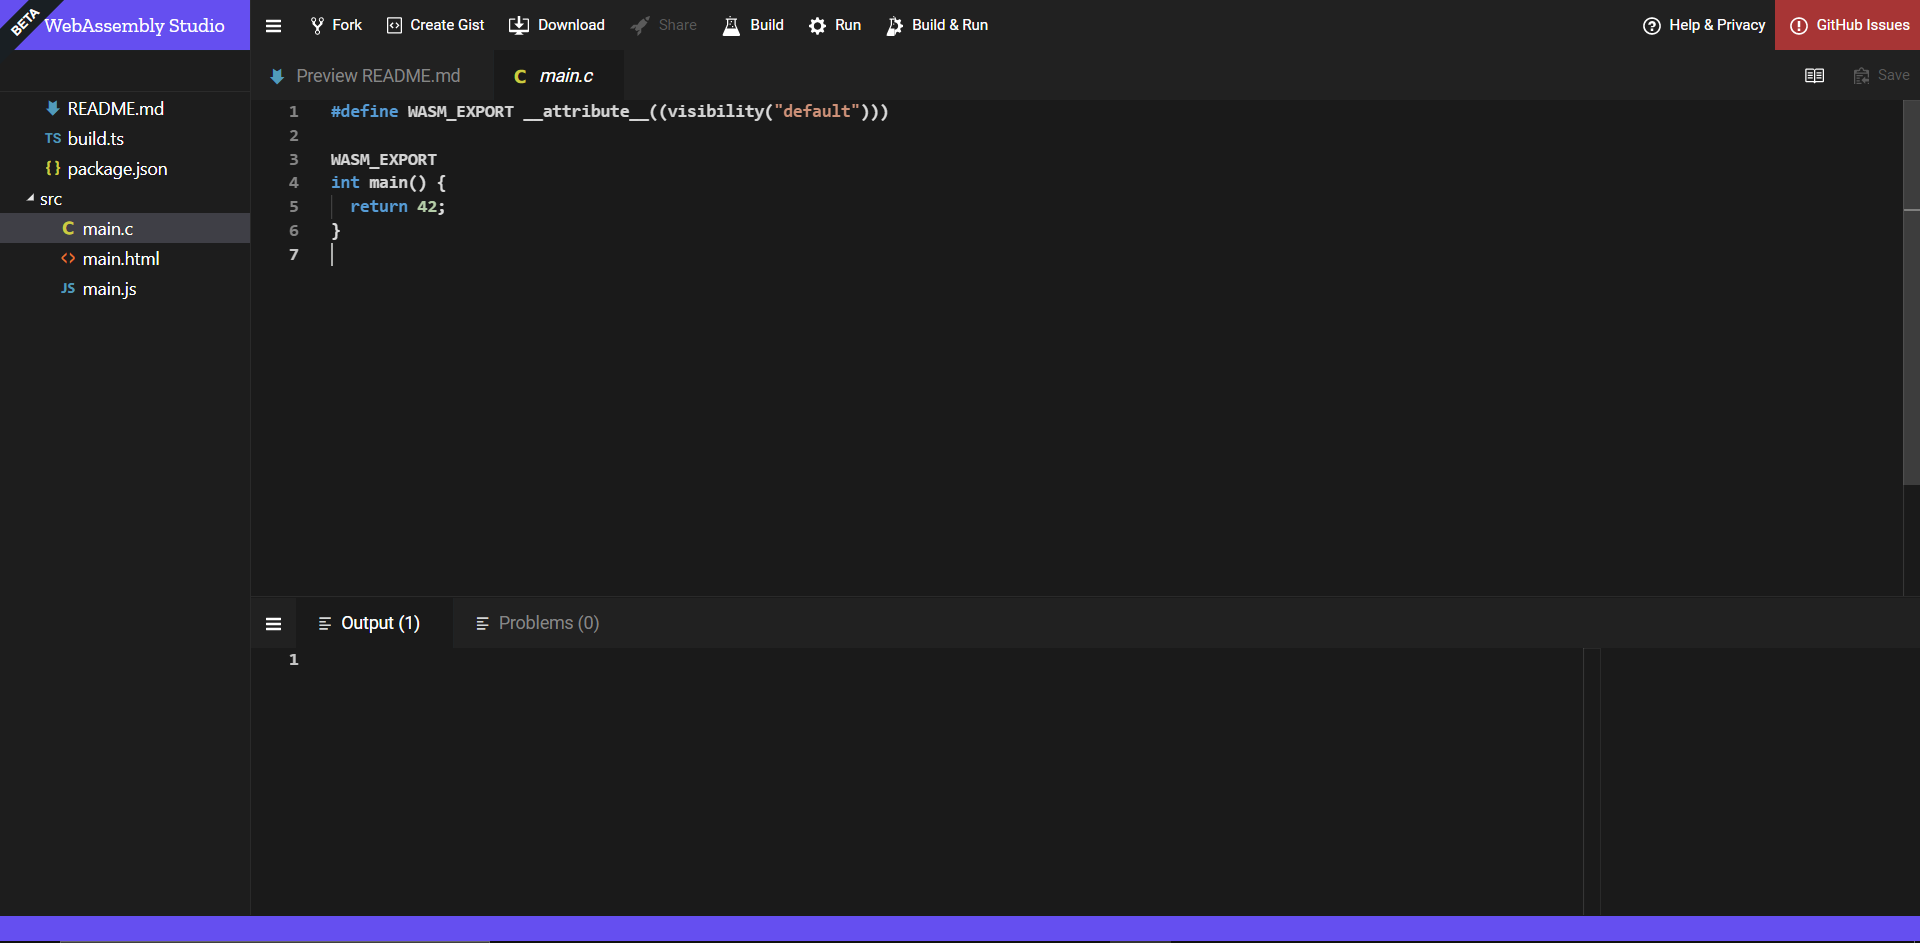 BETA
WebAssembly Studio
Fork Create Gist Download Share Build Run Build & Run Help & Privacy GitHub Issues
Preview README.md C main.c Save
README.md
TS build.ts
{} package.json
src
C main.c
<> main.html
JS main.js
1 #define WASM_EXPORT __attribute__((visibility("default")))
2
3 WASM_EXPORT
4 int main() {
5 return 42;
6 }
7
Output (1) Problems (0)
1